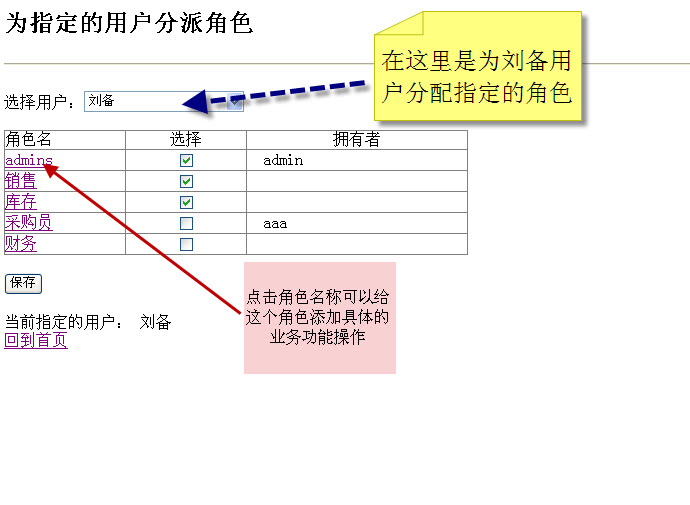 为指定的用户分派角色
在这里是为刘备用
户分配指定的角色
选择用户： 刘备
角色名 选择 拥有者
admins admin
销售
库存
采购员 aaa
财务
保存
点击角色名称可以给
这个角色添加具体的
业务功能操作
当前指定的用户： 刘备
回到首页